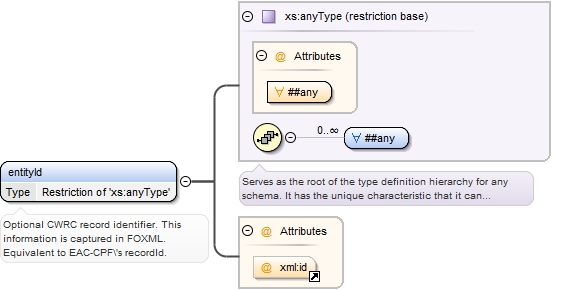 xs:anyType (restriction base)
@ Attributes
∀ ##any
0..∞
∀ ##any
entityId
Type Restriction of 'xs:anyType'
Serves as the root of the type definition hierarchy for any
schema. It has the unique characteristic that it can...
Optional CWRC record identifier. This
information is captured in FOXML.
Equivalent to EAC-CPF\'s recordId.
@ Attributes
@ xml:id